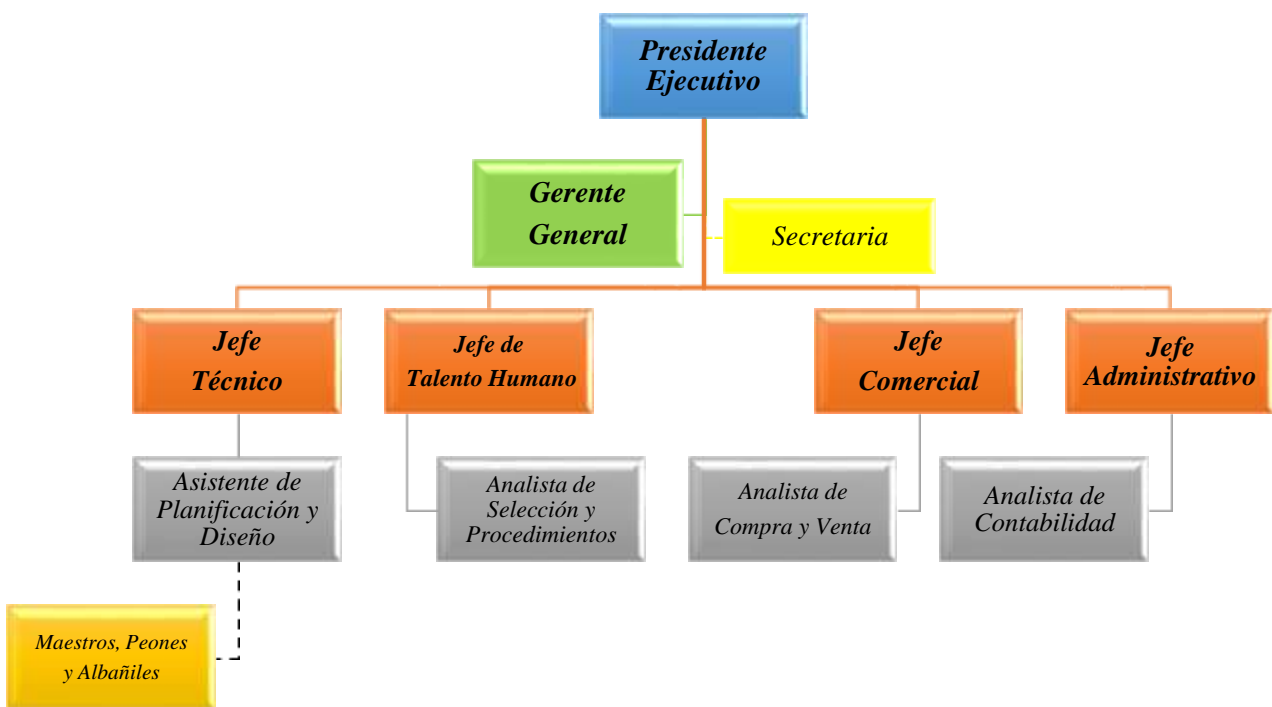 Presidente
Ejecutivo
Gerente
General
Secretaria
Jefe
Técnico
Jefe de
Talento Humano
Jefe
Comercial
Jefe
Administrativo
Asistente de
Planificación y
Diseño
Analista de
Selección y
Procedimientos
Analista de
Compra y Venta
Analista de
Contabilidad
Maestros, Peones
y Albañiles